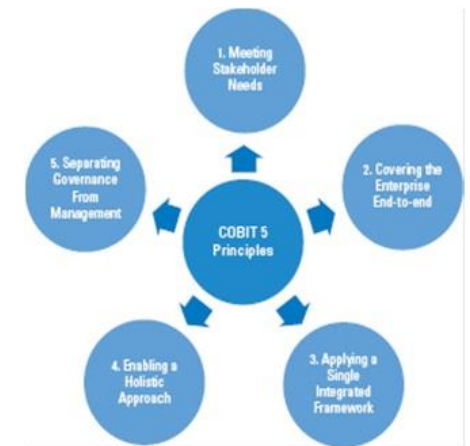 1. Meeting
Stakeholder
Needs
5. Separating
Governance
From
Management
2. Covering the
Enterprise
End-to-end
COBIT 5
Principles
4. Enabling a
Holistic
Approach
3. Applying a
Single
Integrated
Framework